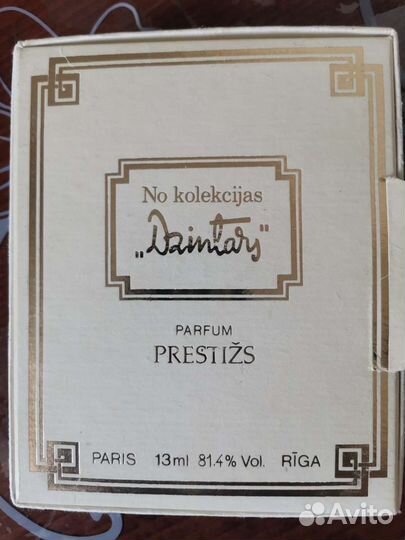 No kolekcijas
„Dzintars"
PARFUM
PRESTIŽS
PARIS 13ml 81.4% Vol. RĪGA
Avito